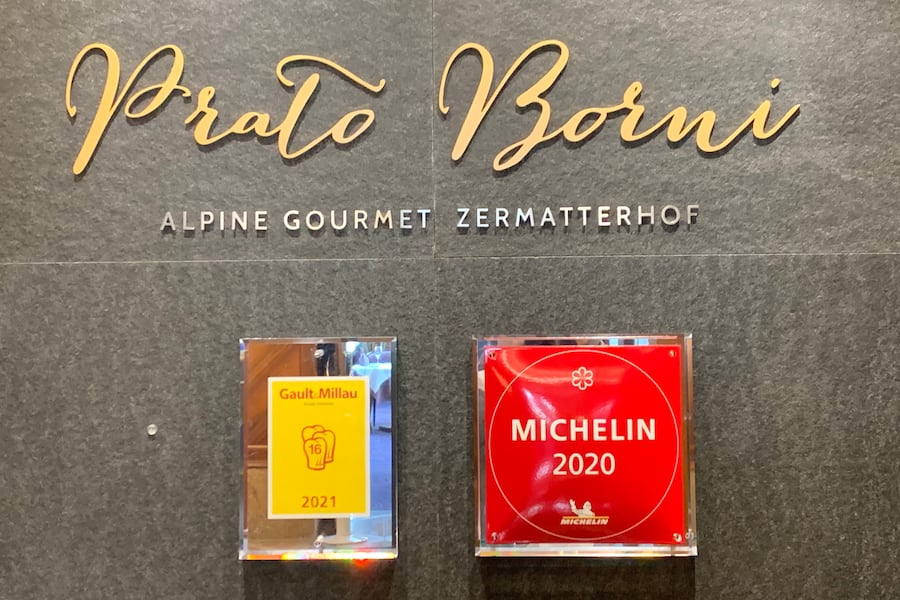 Prato Borni
ALPINE GOURMET ZERMATTERHOF
Gault&Millau
16
2021
MICHELIN
2020
MICHELIN